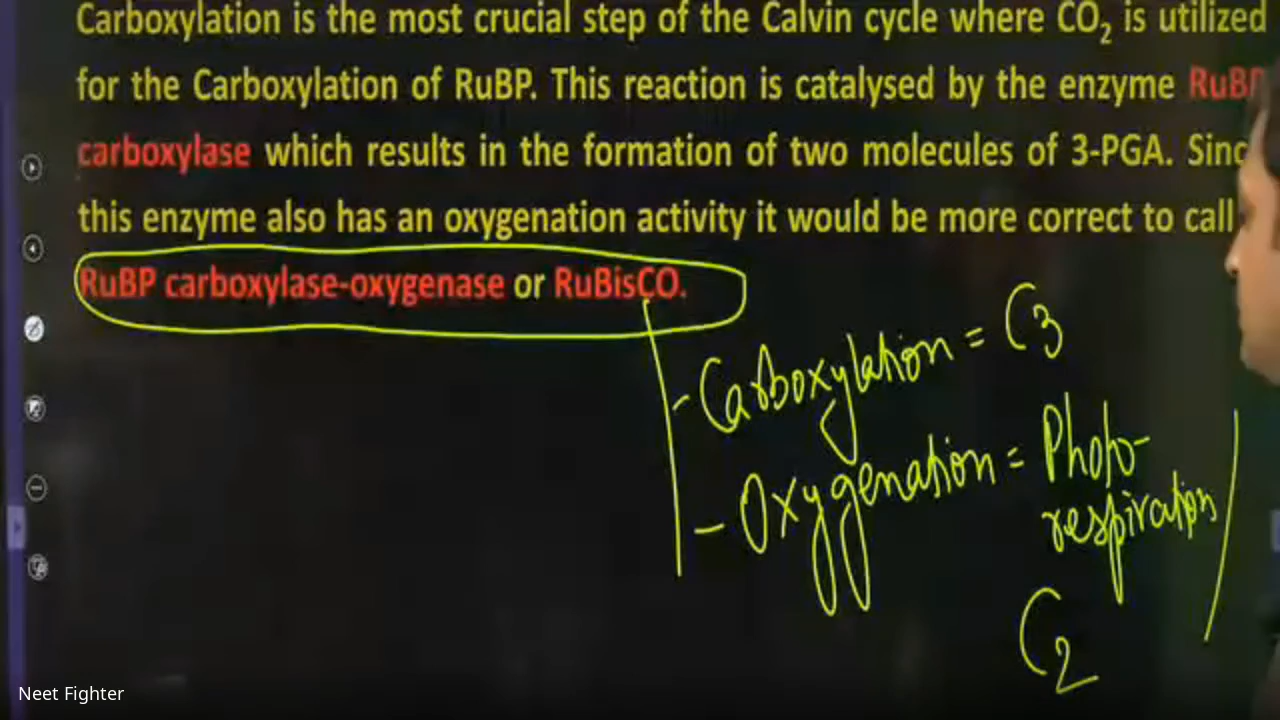 Carboxylation is the most crucial step of the Calvin cycle where CO₂ is utilized
for the Carboxylation of RuBP. This reaction is catalysed by the enzyme RuBP
carboxylase which results in the formation of two molecules of 3-PGA. Sinc
this enzyme also has an oxygenation activity it would be more correct to call
RuBP carboxylase-oxygenase or RuBisCO.
- Carboxylation = C3
- Oxygenation = Photo-
respiration
C2
Neet Fighter